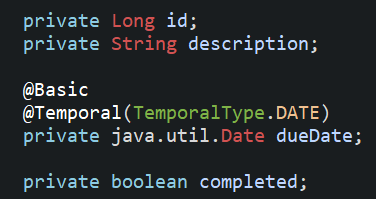 private Long id;
private String description;
@Basic
@Temporal(TemporalType.DATE)
private java.util.Date dueDate;
private boolean completed;